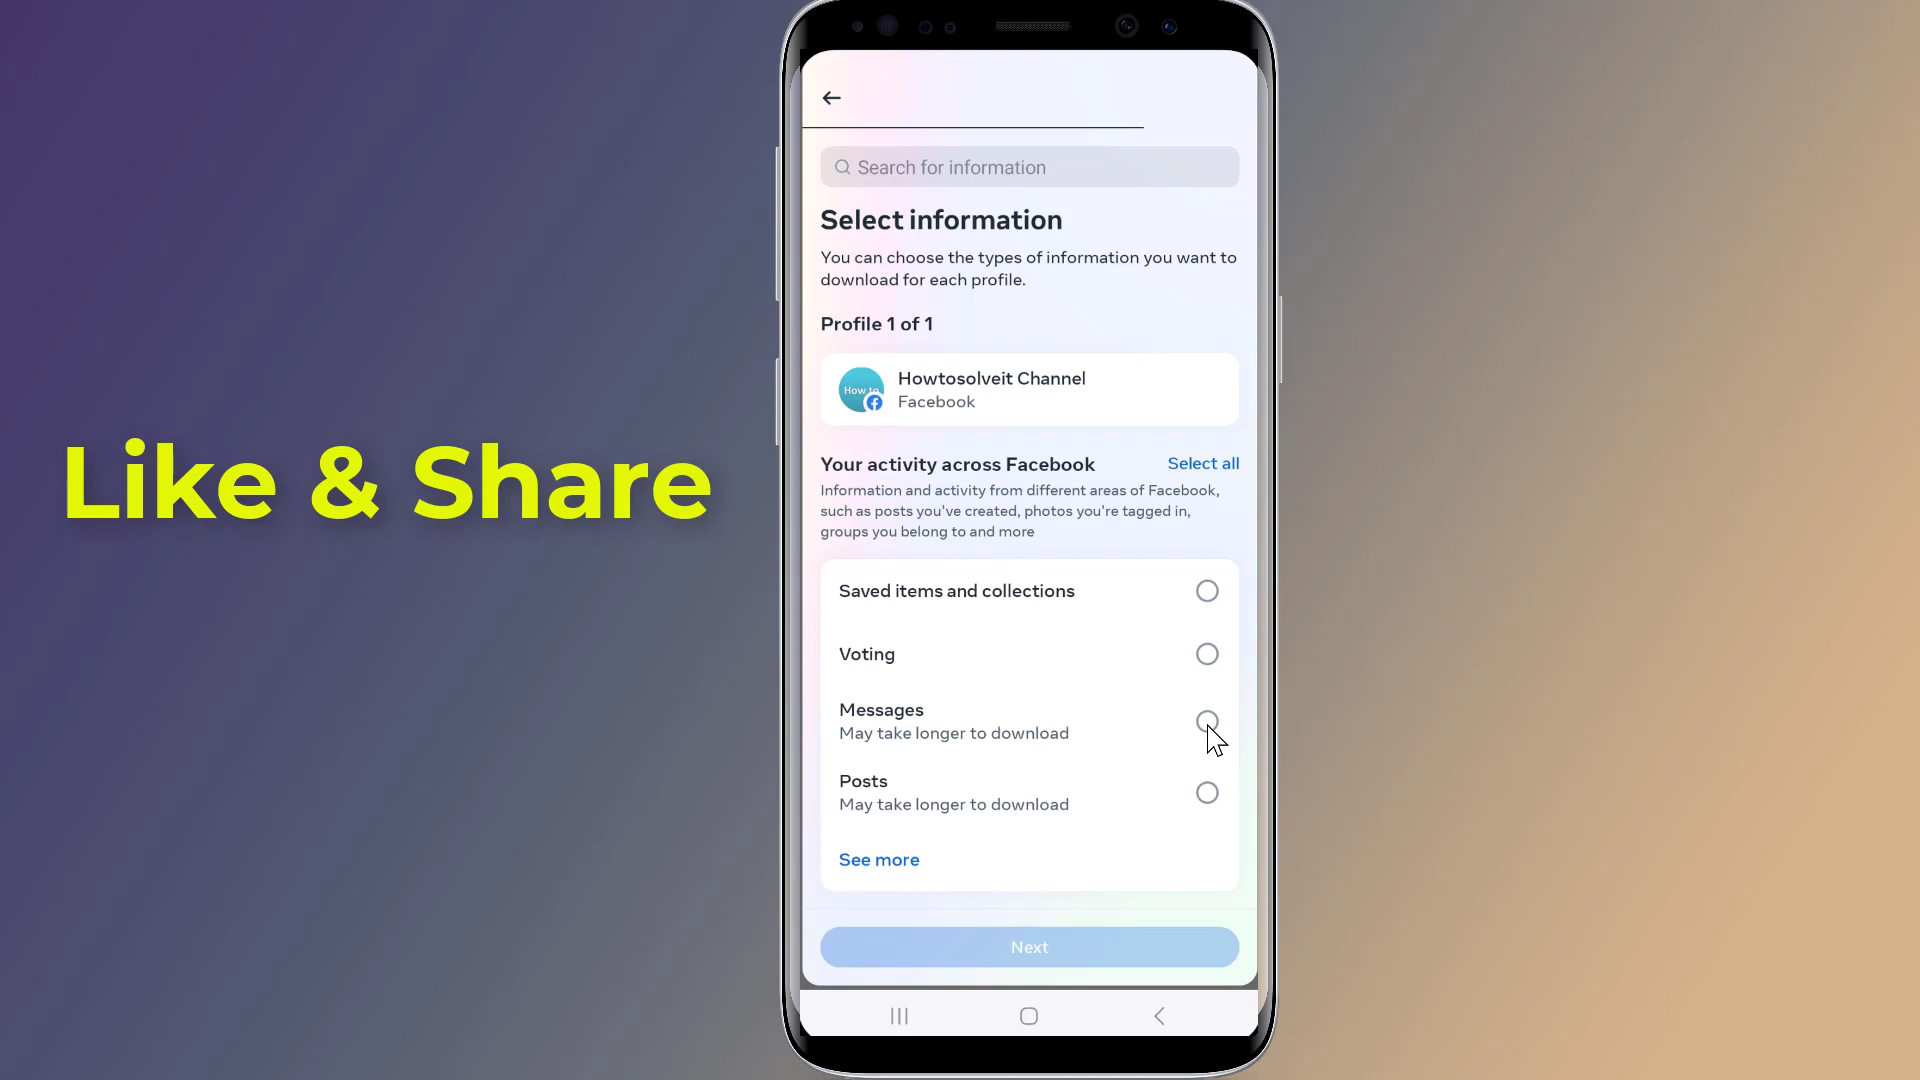 Like & Share
Search for information
Select information
You can choose the types of information you want to
download for each profile.
Profile 1 of 1
How to
Howtosolveit Channel
Facebook
Your activity across Facebook
Select all
Information and activity from different areas of Facebook,
such as posts you've created, photos you're tagged in,
groups you belong to and more
Saved items and collections
Voting
Messages
May take longer to download
Posts
May take longer to download
See more
Next